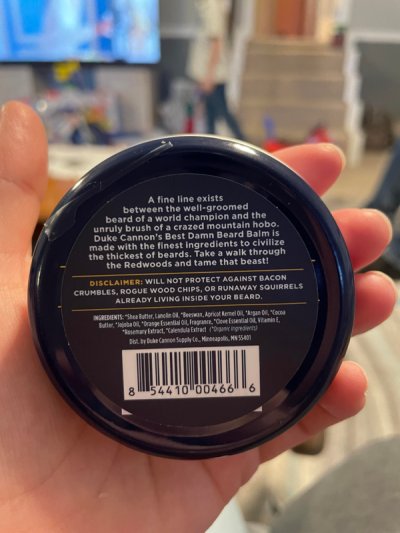 A fine line exists
between the well-groomed
beard of a world champion and the
unruly brush of a crazed mountain hobo.
Duke Cannon's Best Damn Beard Balm is
made with the finest ingredients to civilize
the thickest of beards. Take a walk through
the Redwoods and tame that beast!
DISCLAIMER: WILL NOT PROTECT AGAINST BACON
CRUMBLES, ROGUE WOOD CHIPS, OR RUNAWAY SQUIRRELS
ALREADY LIVING INSIDE YOUR BEARD.
INGREDIENTS: *Shea Butter, Lanolin Oil, *Beeswax, Apricot Kernel Oil, *Argan Oil, *Cocoa
Butter, *Jojoba Oil, *Orange Essential Oil, Fragrance, *Clove Essential Oil, Vitamin E,
*Rosemary Extract, *Calendula Extract (*Organic Ingredients)
Dist. by Duke Cannon Supply Co., Minneapolis, MN 55401
8 54410 00466 6